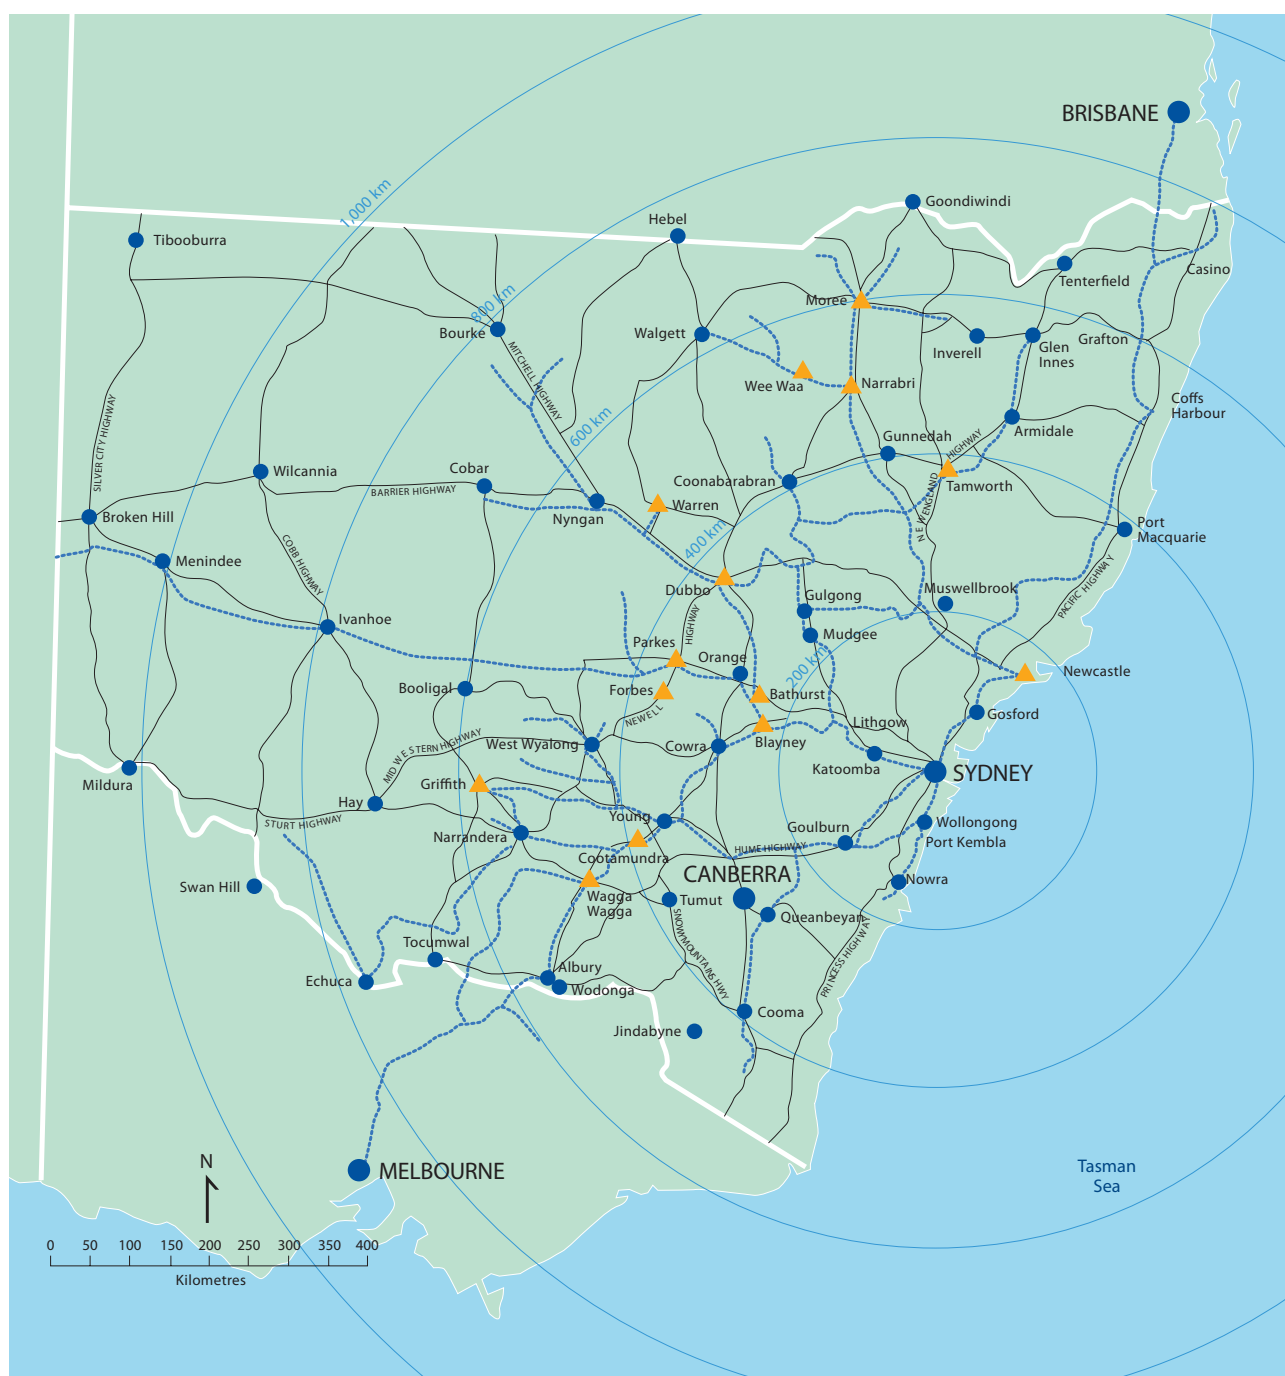 BRISBANE
1,000 km
Goondiwindi
Hebel
Tibooburra
Casino
Tenterfield
800 km
Moree
Bourke
Walgett
Grafton
Inverell
Glen
Innes
MITCHELL HIGHWAY
Wee Waa
Narrabri
Coffs
Harbour
SILVER CITY HIGHWAY
600 km
Armidale
Gunnedah
HIGHWAY
Wilcannia
Cobar
Coonabarabran
Tamworth
BARRIER HIGHWAY
NEW ENGLAND
Warren
Broken Hill
Nyngan
Port
Macquarie
400 km
COBB HIGHWAY
Menindee
Dubbo
Muswellbrook
PACIFIC HIGHWAY
Gulgong
Ivanhoe
HIGHWAY
Mudgee
Parkes
Orange
200 km
Newcastle
Booligal
Forbes
Bathurst
NEWELL
Gosford
Lithgow
MID WESTERN HIGHWAY
West Wyalong
Cowra
Blayney
Katoomba
SYDNEY
Mildura
Griffith
Hay
STURT HIGHWAY
Young
Goulburn
Wollongong
Narrandera
Port Kembla
HUME HIGHWAY
Cootamundra
CANBERRA
Swan Hill
Nowra
Wagga
Wagga
Tumut
Queanbeyan
SNOWY MOUNTAINS HWY
PRINCESS HIGHWAY
Tocumwal
Albury
Echuca
Wodonga
Cooma
Jindabyne
N
MELBOURNE
Tasman
Sea
0 50 100 150 200 250 300 350 400
Kilometres